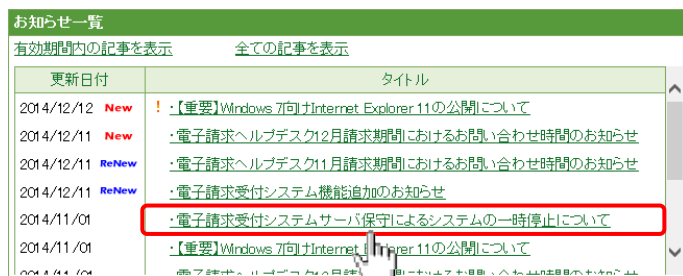 お知らせ一覧
有効期間内の記事を表示 全ての記事を表示
更新日付 タイトル
2014/12/12 New ! ・【重要】Windows 7向けInternet Explorer 11の公開について
2014/12/11 New ・電子請求ヘルプデスク12月請求期間におけるお問い合わせ時間のお知らせ
2014/12/11 ReNew ・電子請求ヘルプデスク11月請求期間におけるお問い合わせ時間のお知らせ
2014/12/11 ReNew ・電子請求受付システム機能追加のお知らせ
2014/11/01 ・電子請求受付システムサーバ保守によるシステムの一時停止について
2014/11/01 ・【重要】Windows 7向けInternet Explorer 11の公開について